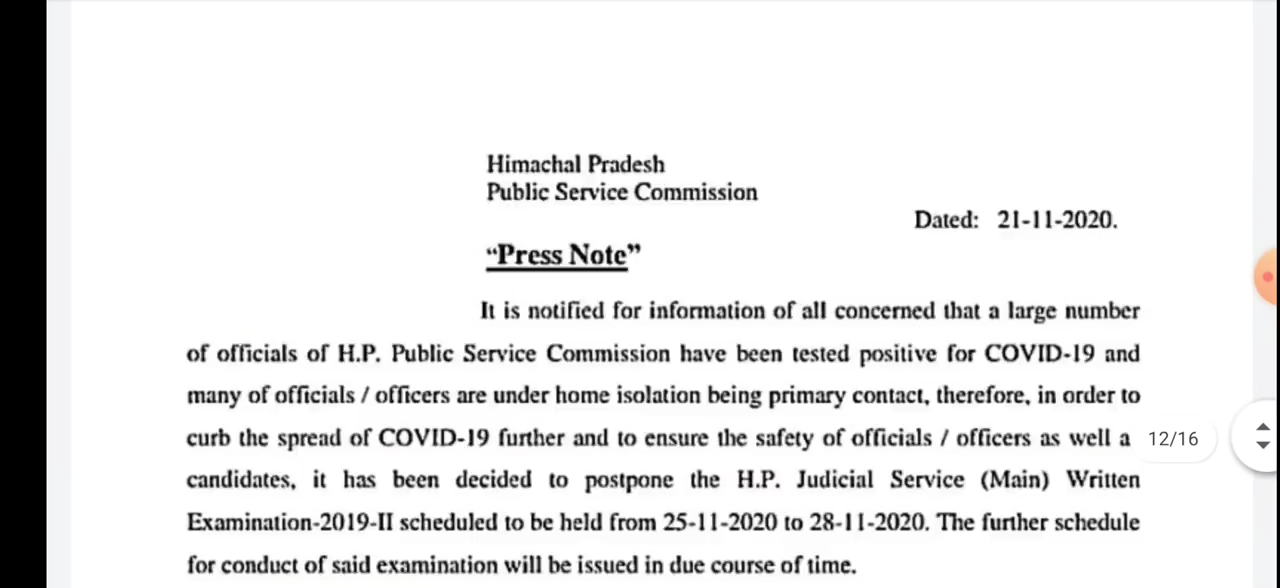 Himachal Pradesh
Public Service Commission
Dated: 21-11-2020.
“Press Note”
It is notified for information of all concerned that a large number
of officials of H.P. Public Service Commission have been tested positive for COVID-19 and
many of officials / officers are under home isolation being primary contact, therefore, in order to
curb the spread of COVID-19 further and to ensure the safety of officials / officers as well a
12/16
candidates, it has been decided to postpone the H.P. Judicial Service (Main) Written
Examination-2019-II scheduled to be held from 25-11-2020 to 28-11-2020. The further schedule
for conduct of said examination will be issued in due course of time.